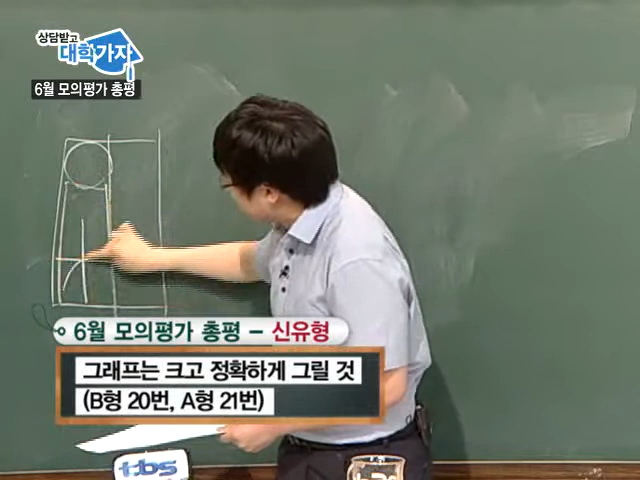 상담받고
대학가자
6월 모의평가 총평
6월 모의평가 총평 - 신유형
그래프는 크고 정확하게 그릴 것
(B형 20번, A형 21번)
tbs